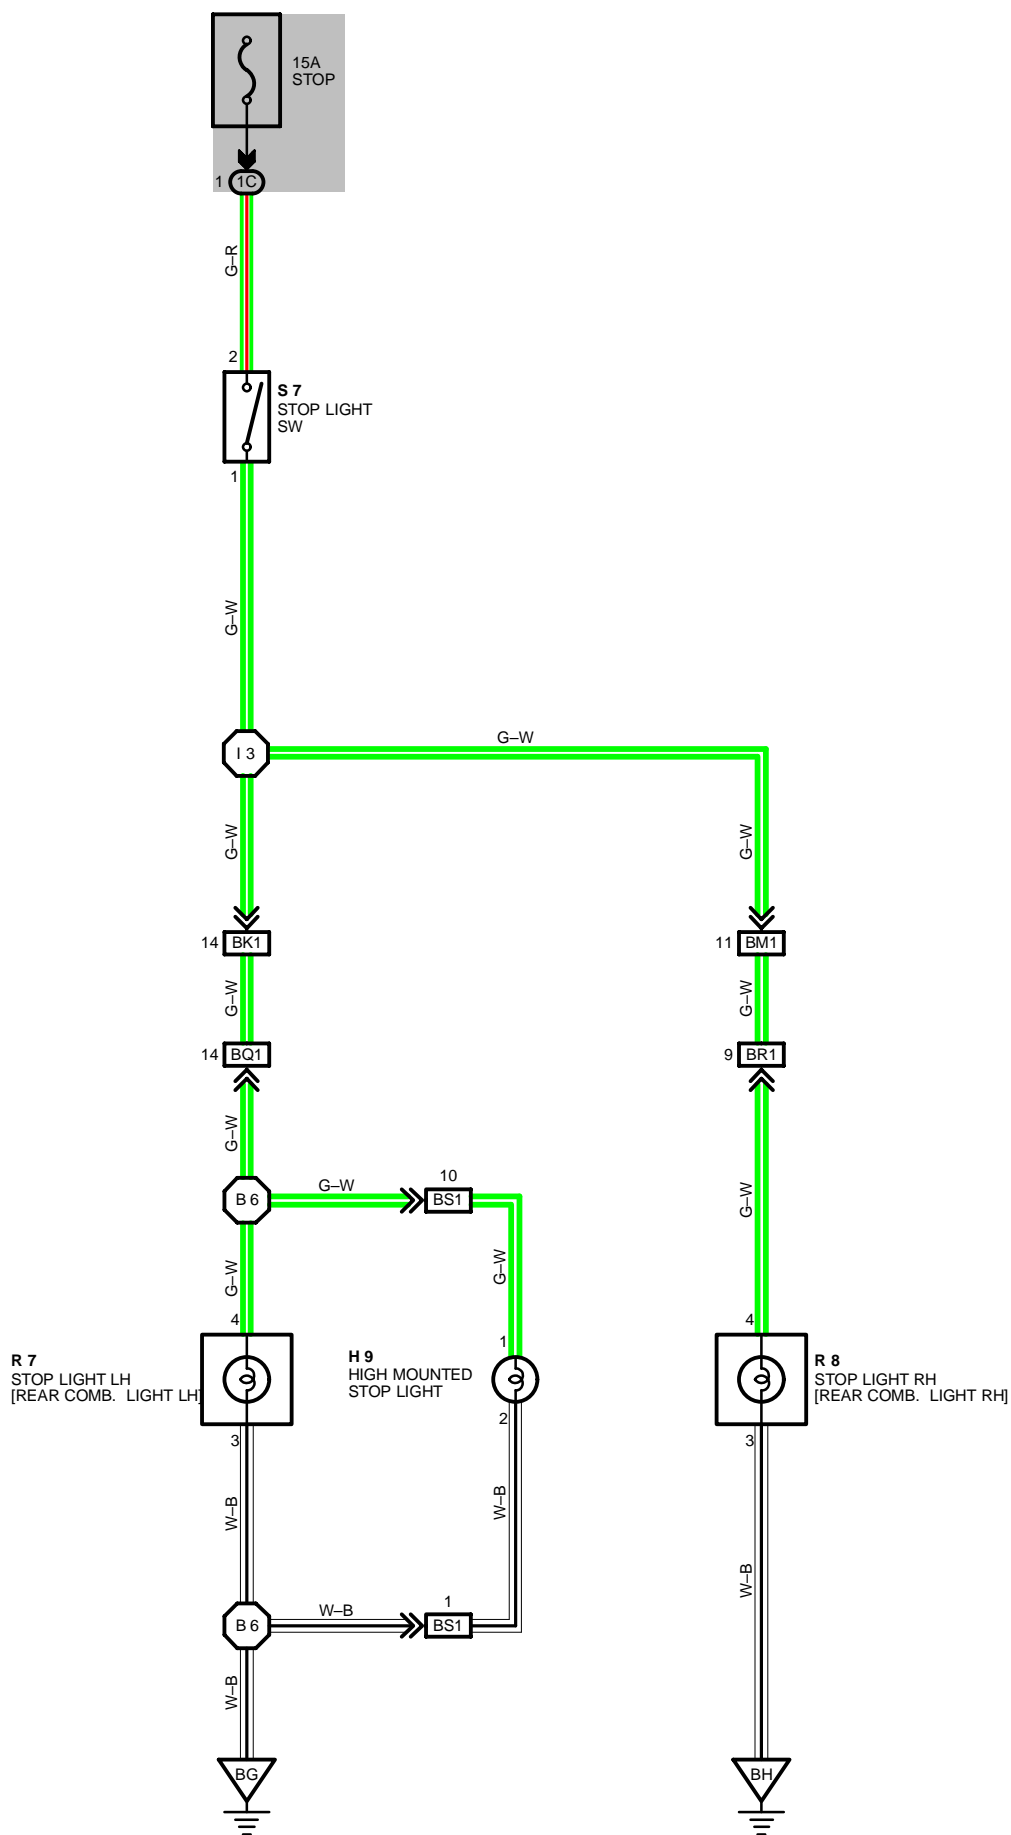 15A
STOP
1
1C
G–R
2
S 7
STOP LIGHT
SW
1
G–W
I 3
G–W
G–W
G–W
14
BK1
11
BM1
G–W
G–W
14
BQ1
9
BR1
G–W
B 6
G–W
10
BS1
G–W
G–W
G–W
4
1
4
R 7
STOP LIGHT LH
[REAR COMB. LIGHT LH]
H 9
HIGH MOUNTED
STOP LIGHT
R 8
STOP LIGHT RH
[REAR COMB. LIGHT RH]
3
2
3
W–B
W–B
W–B
B 6
W–B
1
BS1
W–B
BG
BH